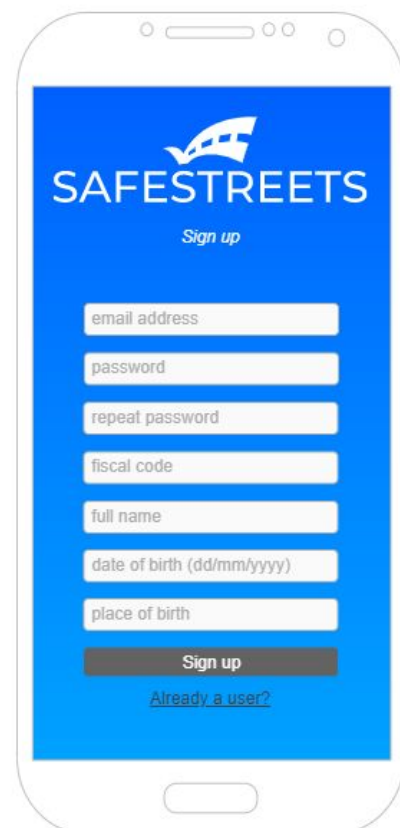 SAFESTREETS
Sign up
email address
password
repeat password
fiscal code
full name
date of birth (dd/mm/yyyy)
place of birth
Sign up
Already a user?